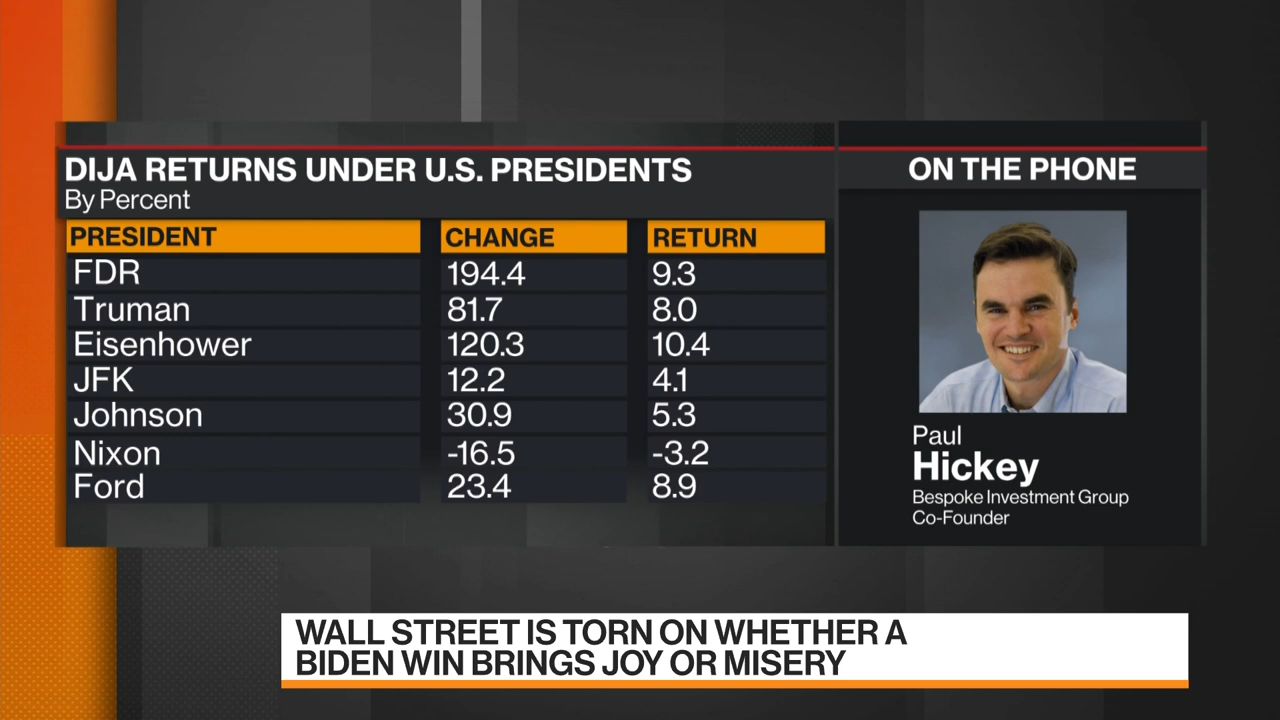 DIJA RETURNS UNDER U.S. PRESIDENTS
By Percent
PRESIDENT CHANGE RETURN
FDR 194.4 9.3
Truman 81.7 8.0
Eisenhower 120.3 10.4
JFK 12.2 4.1
Johnson 30.9 5.3
Nixon -16.5 -3.2
Ford 23.4 8.9
ON THE PHONE
Paul
Hickey
Bespoke Investment Group
Co-Founder
WALL STREET IS TORN ON WHETHER A
BIDEN WIN BRINGS JOY OR MISERY